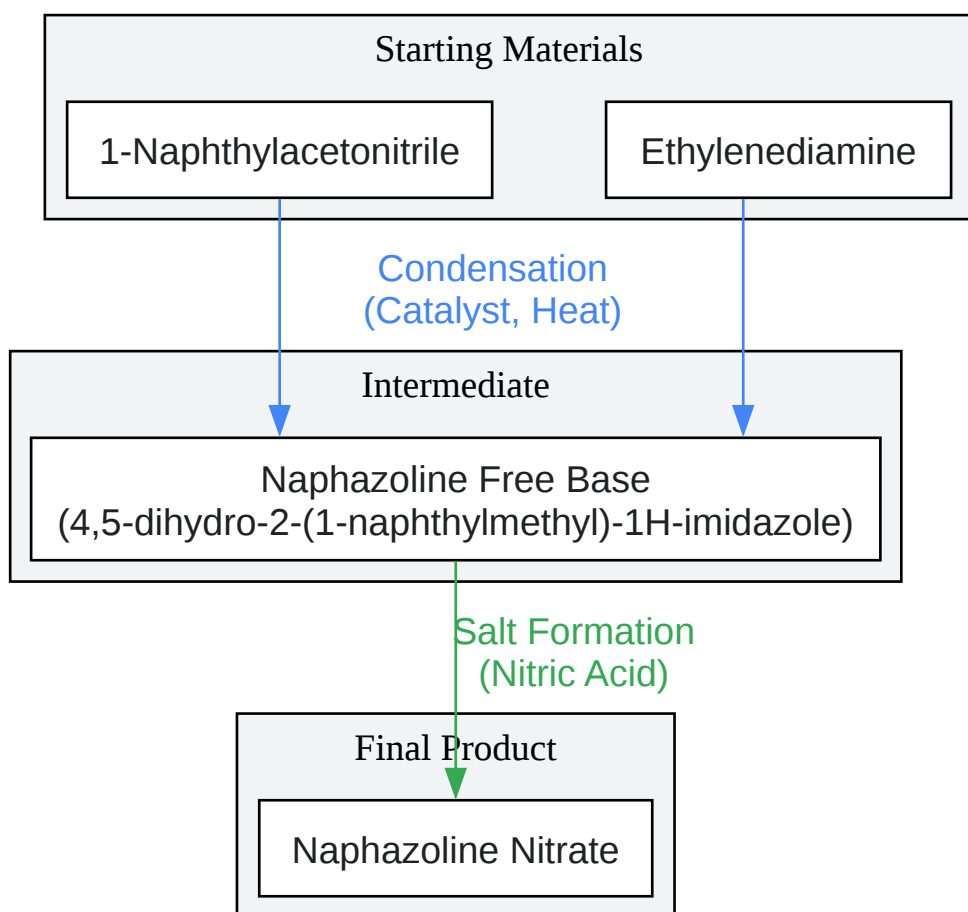 Starting Materials
1-Naphthylacetonitrile
Ethylenediamine
Condensation
(Catalyst, Heat)
Intermediate
Naphazoline Free Base
(4,5-dihydro-2-(1-naphthylmethyl)-1H-imidazole)
Salt Formation
(Nitric Acid)
Final Product
Naphazoline Nitrate